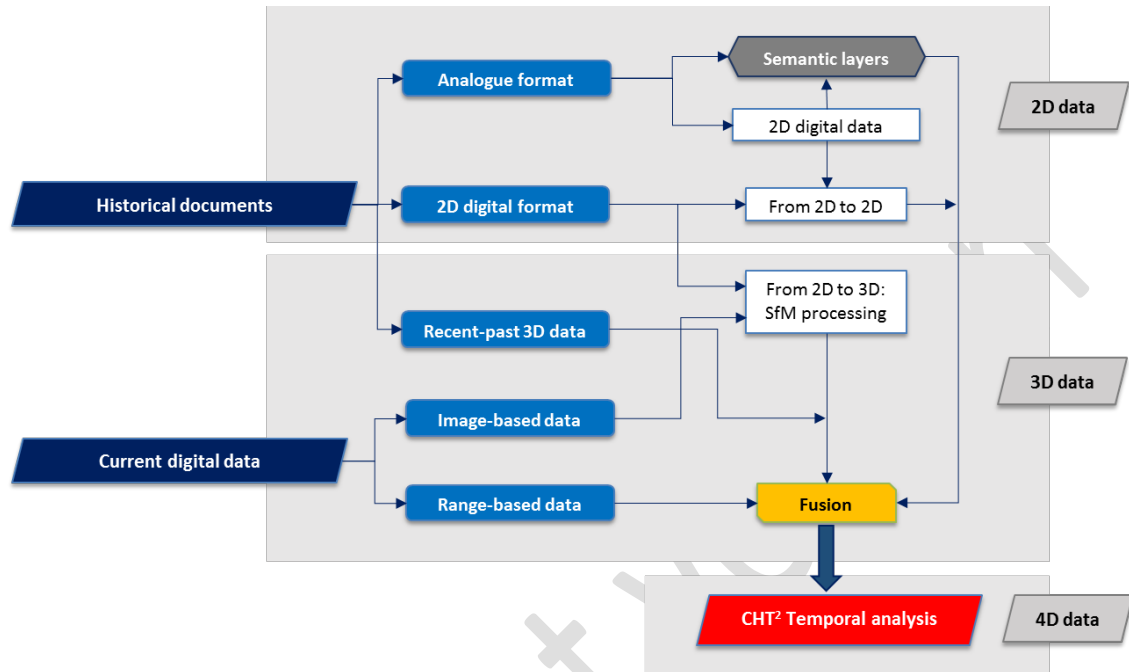 Semantic layers
Analogue format
2D data
2D digital data
Historical documents
2D digital format
From 2D to 2D
From 2D to 3D:
SfM processing
Recent-past 3D data
3D data
Image-based data
Current digital data
Range-based data
Fusion
CHT² Temporal analysis
4D data